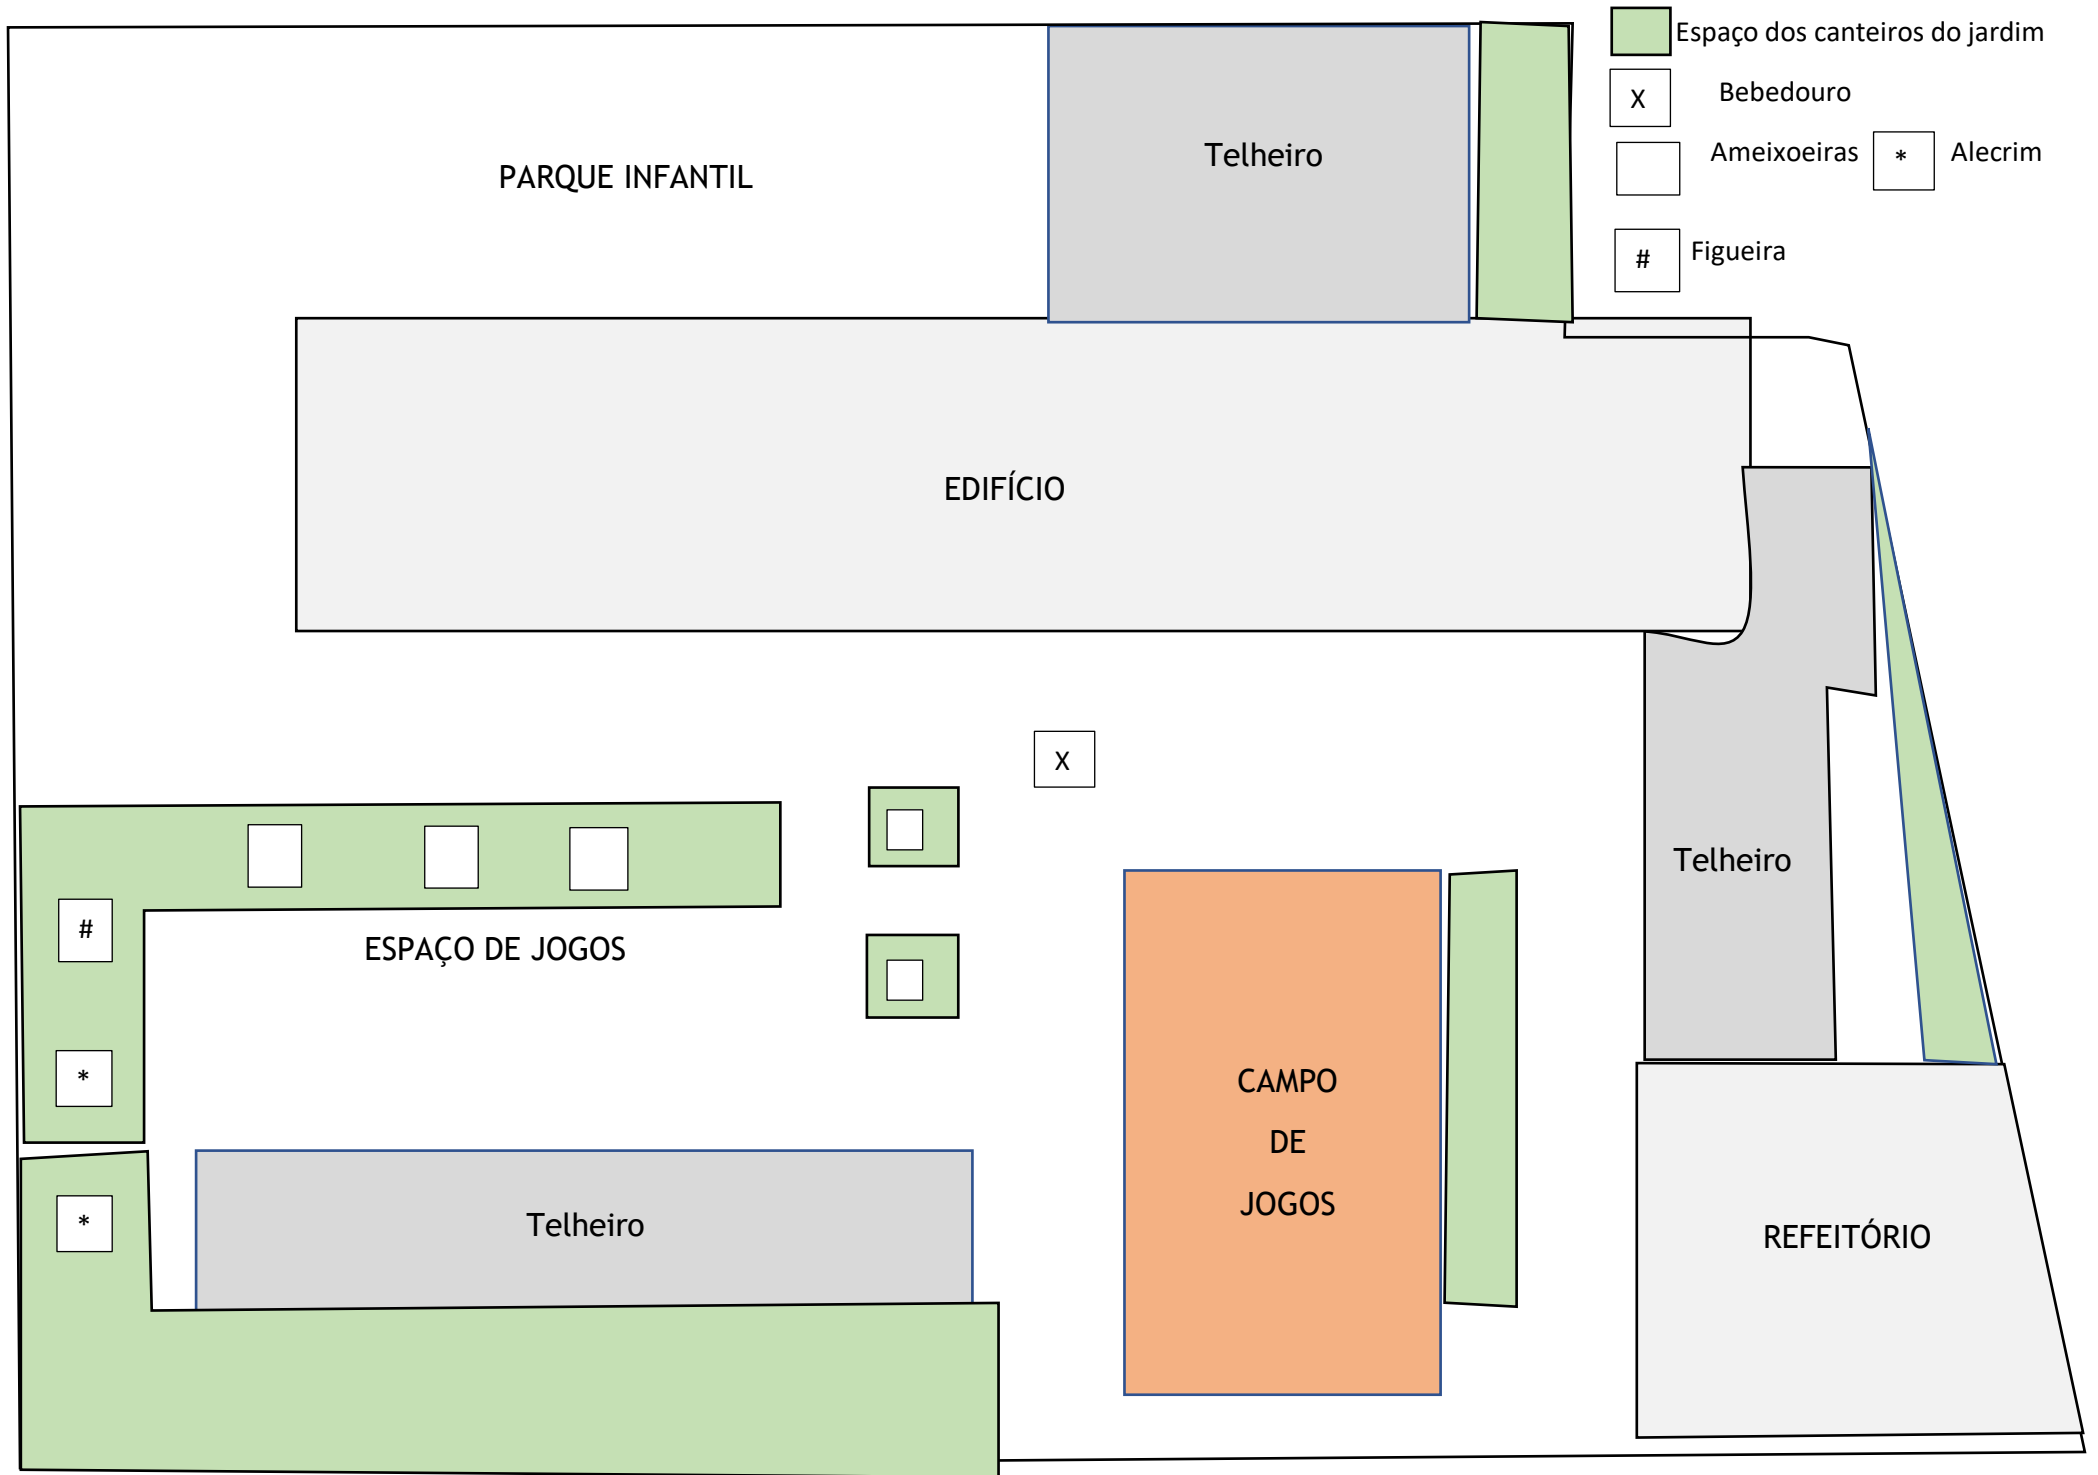 Espaço dos canteiros do jardim
X Bebedouro
Ameixoeiras * Alecrim
# Figueira
PARQUE INFANTIL
Telheiro
EDIFÍCIO
X
Telheiro
#
ESPAÇO DE JOGOS
*
CAMPO
DE
JOGOS
*
Telheiro
REFEITÓRIO